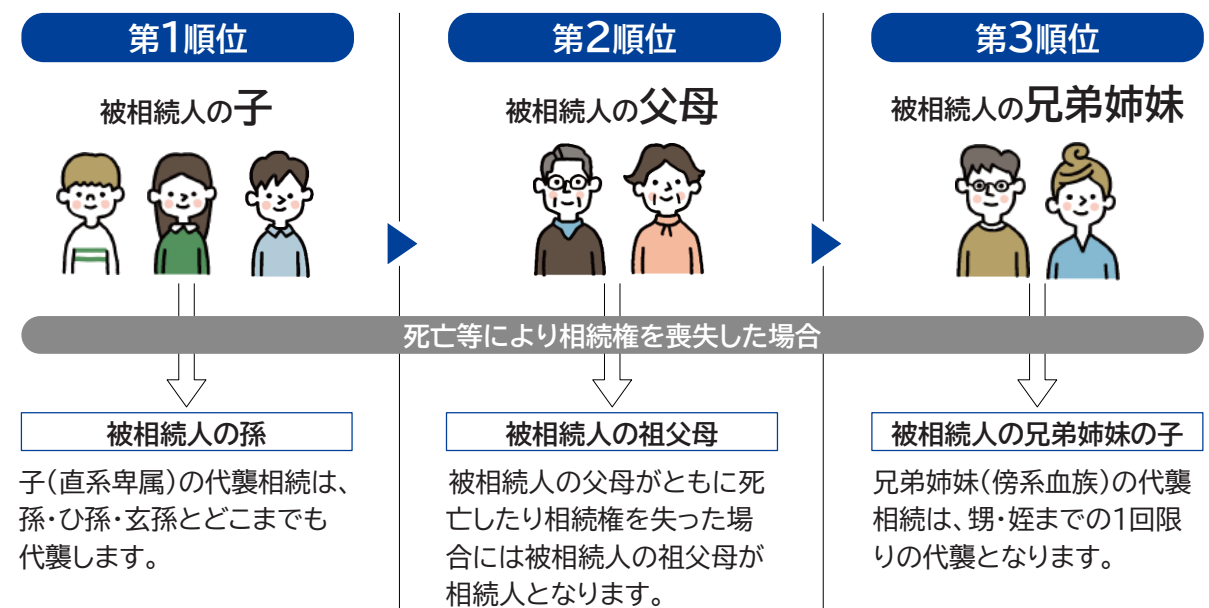 第1順位
被相続人の子
第2順位
被相続人の父母
第3順位
被相続人の兄弟姉妹
死亡等により相続権を喪失した場合
被相続人の孫
子(直系卑属)の代襲相続は、
孫・ひ孫・玄孫とどこまでも
代襲します。
被相続人の祖父母
被相続人の父母がともに死
亡したり相続権を失った場
合には被相続人の祖父母が
相続人となります。
被相続人の兄弟姉妹の子
兄弟姉妹(傍系血族)の代襲
相続は、甥・姪までの1回限
りの代襲となります。